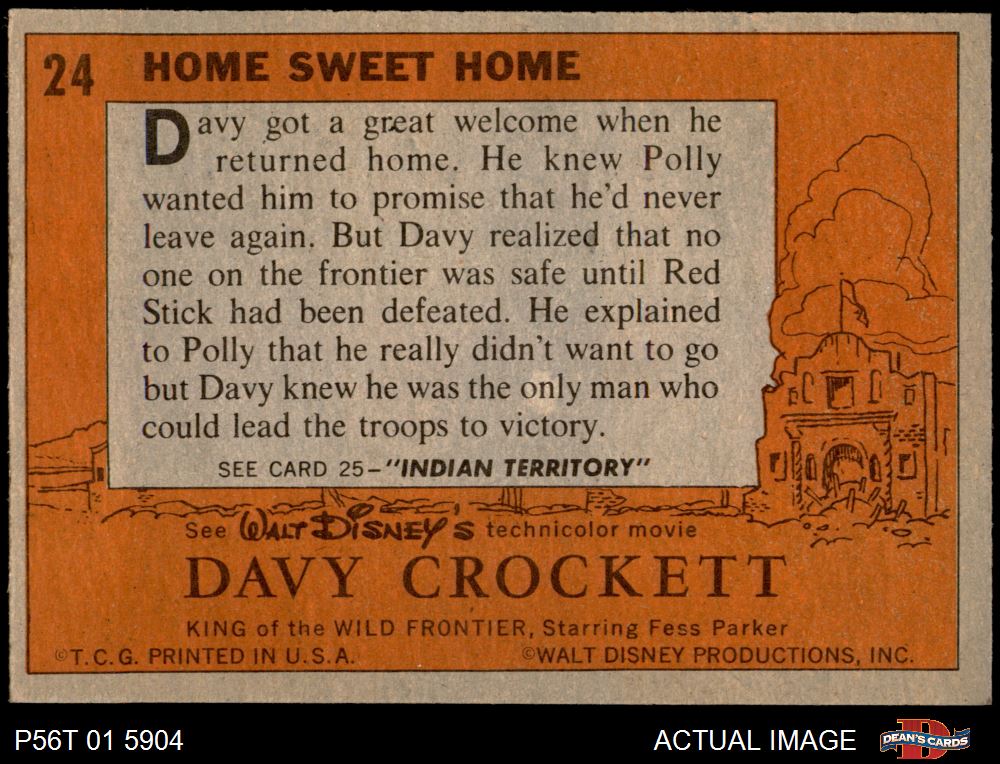 24 HOME SWEET HOME
Davy got a great welcome when he
returned home. He knew Polly
wanted him to promise that he'd never
leave again. But Davy realized that no
one on the frontier was safe until Red
Stick had been defeated. He explained
to Polly that he really didn't want to go
but Davy knew he was the only man who
could lead the troops to victory.
SEE CARD 25-"INDIAN TERRITORY"
See WALT DISNEY'S technicolor movie
DAVY CROCKETT
KING of the WILD FRONTIER, Starring Fess Parker
©T.C.G. PRINTED IN U.S.A. ©WALT DISNEY PRODUCTIONS, INC.
P56T 01 5904 ACTUAL IMAGE D DEAN'S CARDS